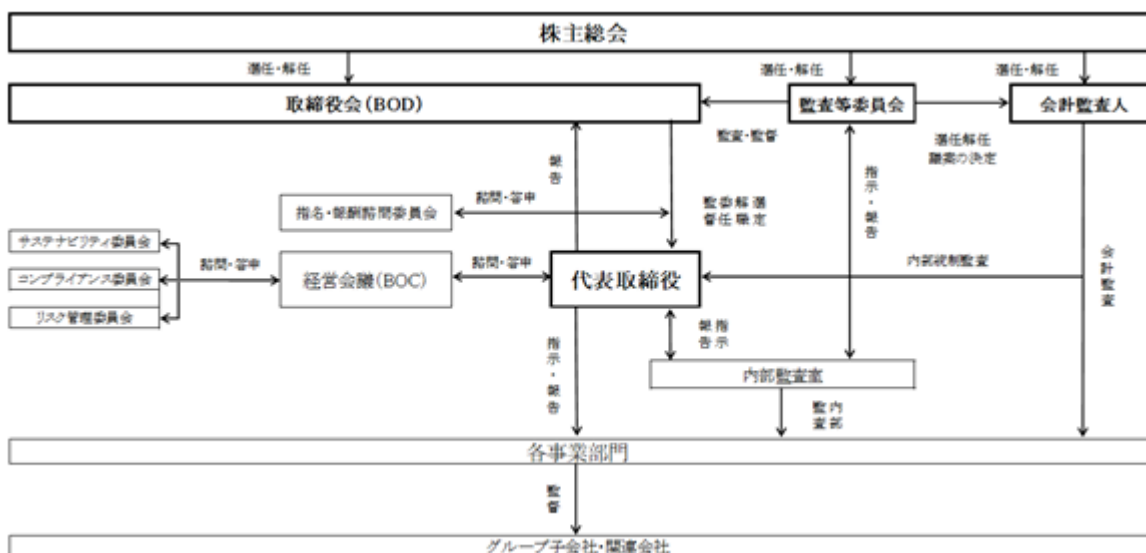 株主総会
選任・解任
選任・解任
選任・解任
取締役会(BOD)
監査等委員会
会計監査人
監査・監督
選任解任
議案の決定
報告
選定
解職
委任
監督
指示・報告
指名・報酬諮問委員会
諮問・答申
サステナビリティ委員会
コンプライアンス委員会
リスク管理委員会
諮問・答申
経営会議(BOC)
諮問・答申
代表取締役
内部統制監査
会計監査
指示
報告
指示・報告
内部監査室
内部
監査
各事業部門
監督
グループ子会社・関連会社